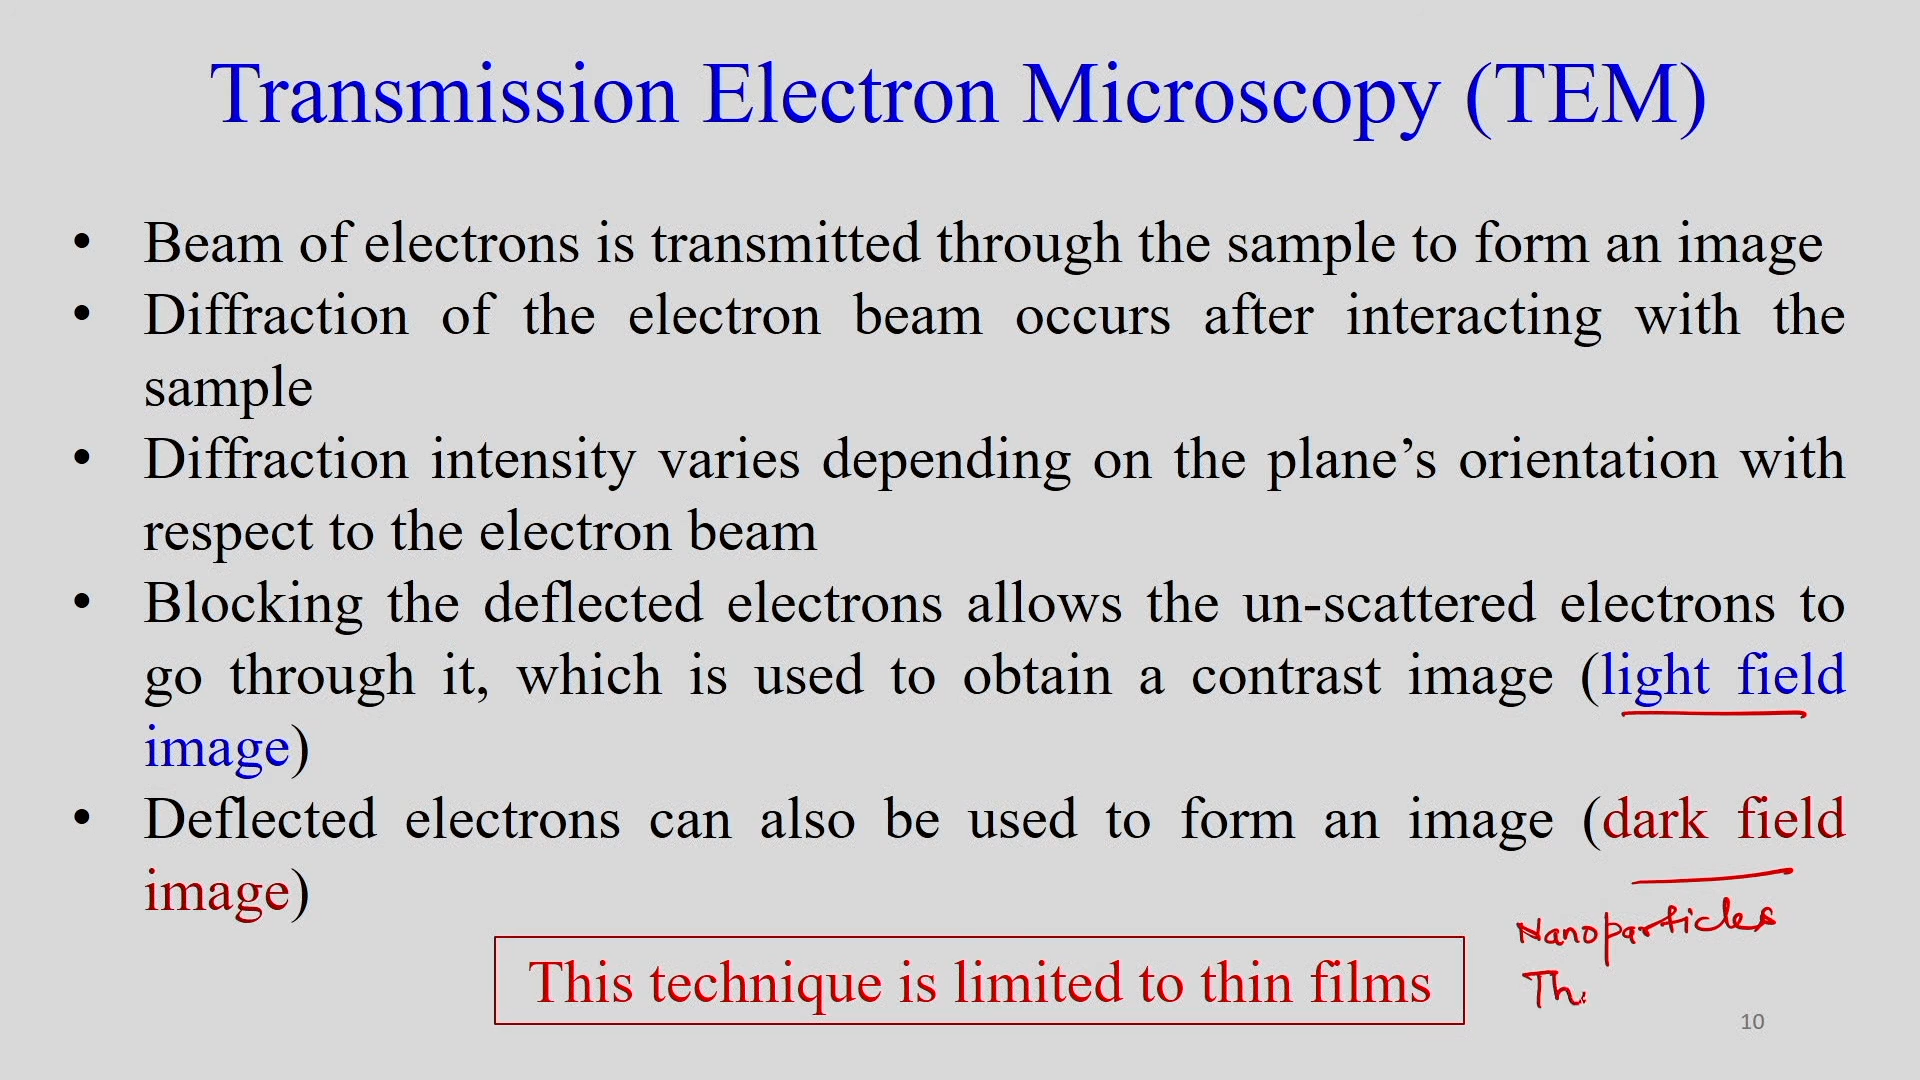 Transmission Electron Microscopy (TEM)
• Beam of electrons is transmitted through the sample to form an image
• Diffraction of the electron beam occurs after interacting with the
sample
• Diffraction intensity varies depending on the plane’s orientation with
respect to the electron beam
• Blocking the deflected electrons allows the un-scattered electrons to
go through it, which is used to obtain a contrast image (light field
image)
• Deflected electrons can also be used to form an image (dark field
image)
Nanoparticles
This technique is limited to thin films
Thi
10